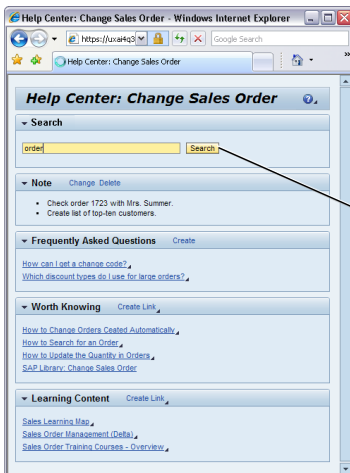 Help Center: Change Sales Order - Windows Internet Explorer
https://uxai4q3
Google Search
Help Center: Change Sales Order
Help Center: Change Sales Order
Search
order Search
Note Change Delete
Check order 1723 with Mrs. Summer.
Create list of top-ten customers.
Frequently Asked Questions Create
How can I get a change code?
Which discount types do I use for large orders?
Worth Knowing Create Link
How to Change Orders Ceated Automatically
How to Search for an Order
How to Update the Quantity in Orders
SAP Library: Change Sales Order
Learning Content Create Link
Sales Learning Map
Sales Order Management (Delta)
Sales Order Training Courses - Overview